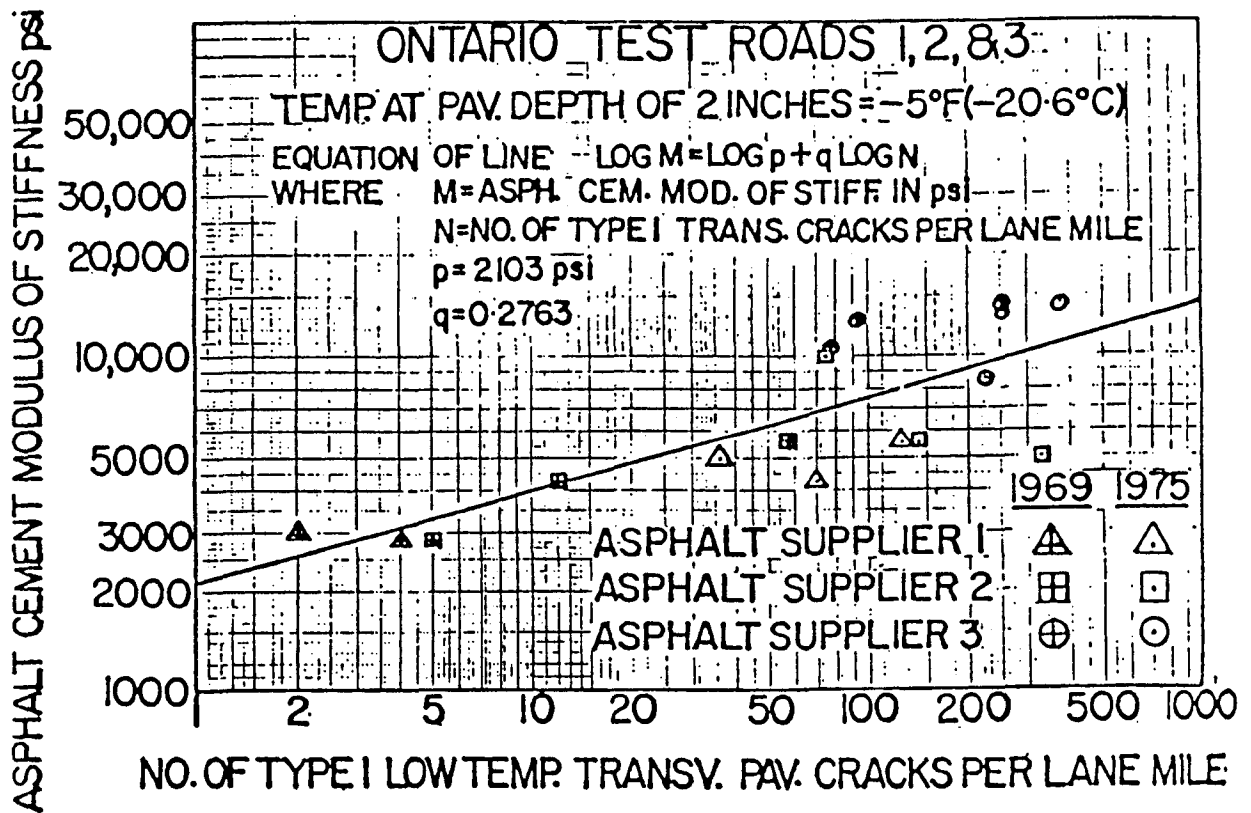 ONTARIO TEST ROADS 1,2,&3
TEMP. AT PAV. DEPTH OF 2 INCHES = -5°F(-20·6°C)
EQUATION OF LINE - LOG M = LOG p + q LOG N
WHERE M = ASPH. CEM. MOD. OF STIFF. IN psi
N = NO. OF TYPE I TRANS. CRACKS PER LANE MILE
p = 2103 psi
q = 0·2763
ASPHALT CEMENT MODULUS OF STIFFNESS psi
50,000
30,000
20,000
10,000
5000
3000
2000
1000
1969 1975
ASPHALT SUPPLIER 1
ASPHALT SUPPLIER 2
ASPHALT SUPPLIER 3
1 2 5 10 20 50 100 200 500 1000
NO. OF TYPE I LOW TEMP. TRANSV. PAV. CRACKS PER LANE MILE